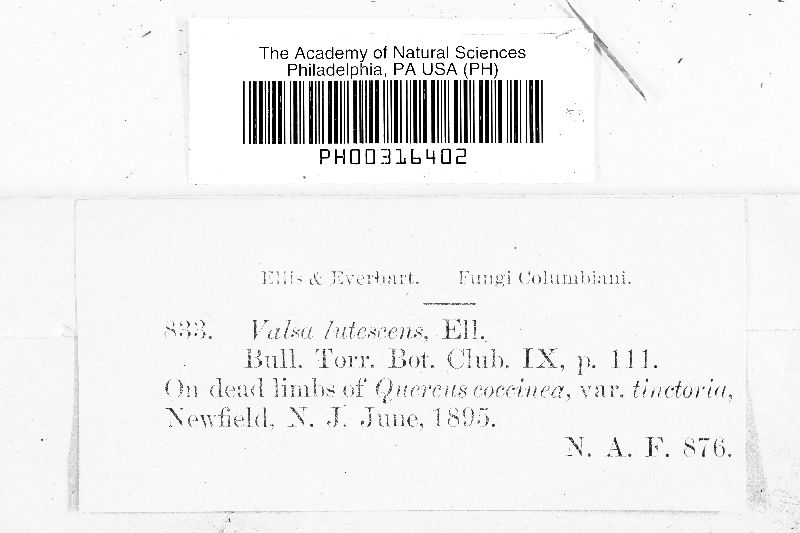 The Academy of Natural Sciences
Philadelphia, PA USA (PH)
PH00316402
Ellis & Everhart. Fungi Columbiani.
833. Valsa lutescens, Ell.
Bull. Torr. Bot. Club. IX, p. 111.
On dead limbs of Quercus coccinea, var. tinctoria,
Newfield, N. J. June, 1895.
N. A. F. 876.